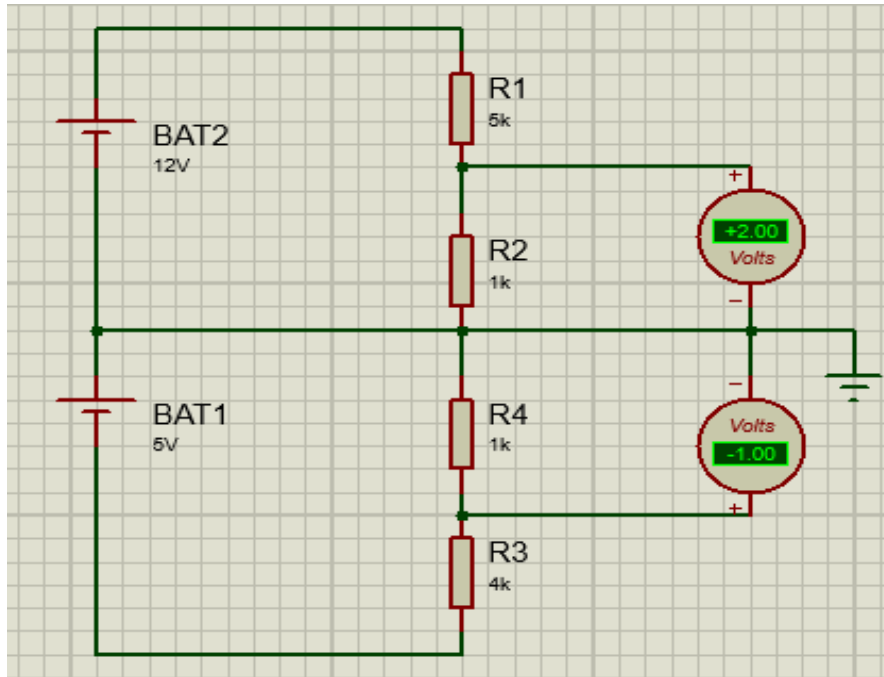 R1
5k
BAT2
12V
+
+2.00
Volts
−
R2
1k
BAT1
5V
R4
1k
−
Volts
-1.00
+
R3
4k